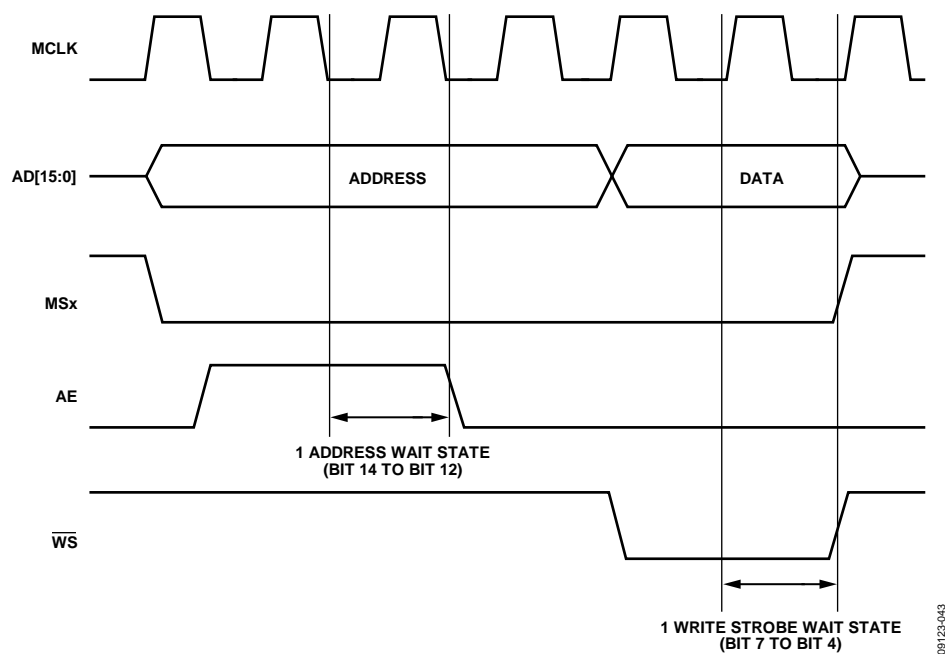 MCLK
AD[15:0]
ADDRESS
DATA
MSx
AE
1 ADDRESS WAIT STATE
(BIT 14 TO BIT 12)
WS
1 WRITE STROBE WAIT STATE
(BIT 7 TO BIT 4)
09123-043